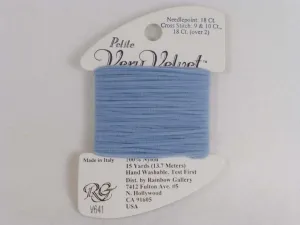 Needlepoint: 18 Ct.
Cross Stitch: 9 & 10 Ct.,
18 Ct. (over 2)
Petite
Very Velvet
Made in Italy
100% Nylon
15 Yards (13.7 Meters)
Hand Washable, Test First
Dist. by Rainbow Gallery
7412 Fulton Ave. #5
N. Hollywood
CA 91605
USA
RG
V641